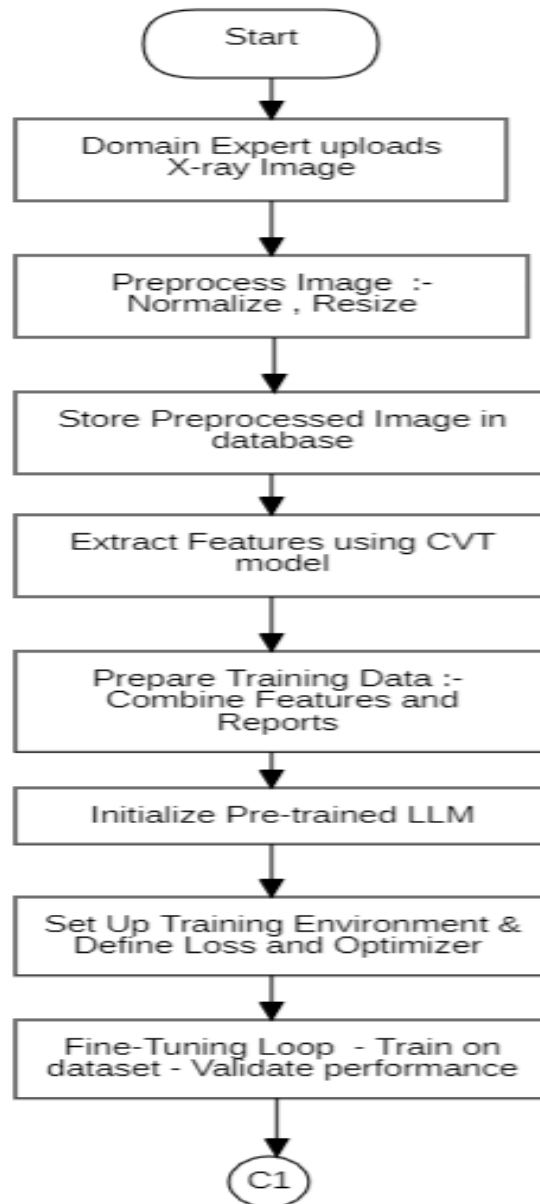 Start
Domain Expert uploads
X-ray Image
Preprocess Image :-
Normalize , Resize
Store Preprocessed Image in
database
Extract Features using CVT
model
Prepare Training Data :-
Combine Features and
Reports
Initialize Pre-trained LLM
Set Up Training Environment &
Define Loss and Optimizer
Fine-Tuning Loop - Train on
dataset - Validate performance
C1